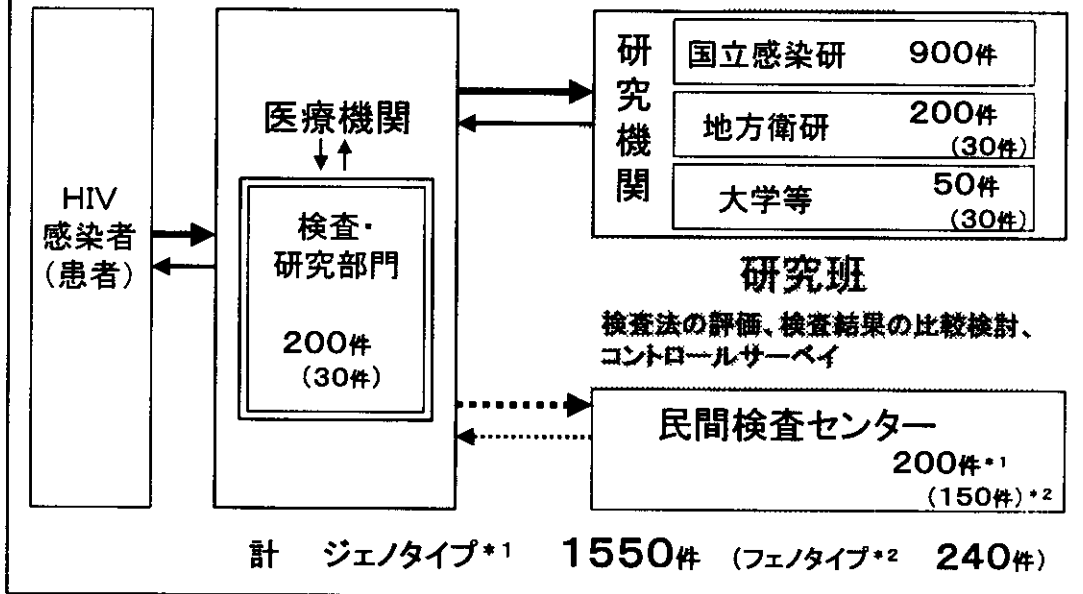 HIV
感染者
(患者)
医療機関
検査・
研究部門
200件
(30件)
研究機関
国立感染研 900件
地方衛研 200件
(30件)
大学等 50件
(30件)
研究班
検査法の評価、検査結果の比較検討、
コントロールサーベイ
民間検査センター
200件*1
(150件)*2
計 ジェノタイプ*1 1550件 (フェノタイプ*2 240件)